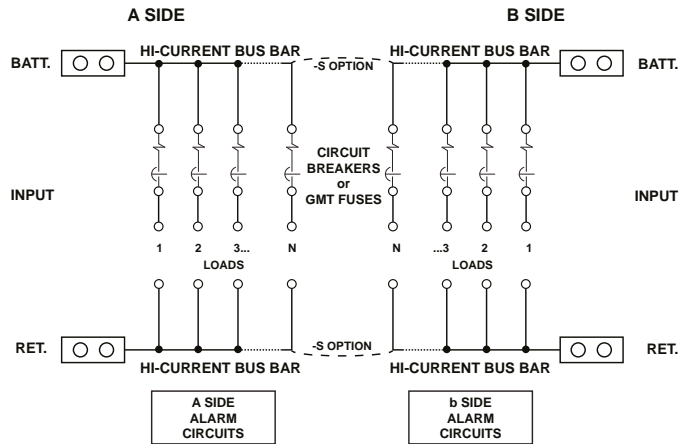 A SIDE
B SIDE
HI-CURRENT BUS BAR
HI-CURRENT BUS BAR
BATT.
-S OPTION
BATT.
CIRCUIT
BREAKERS
or
GMT FUSES
INPUT
INPUT
1 2 3... N
N ...3 2 1
LOADS
LOADS
RET.
-S OPTION
RET.
HI-CURRENT BUS BAR
HI-CURRENT BUS BAR
A SIDE
ALARM
CIRCUITS
b SIDE
ALARM
CIRCUITS